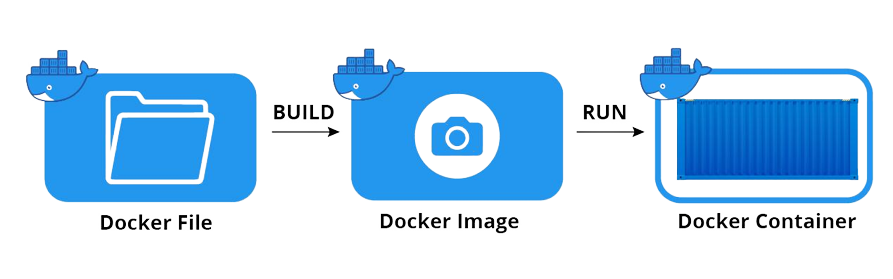 BUILD
RUN
Docker File
Docker Image
Docker Container